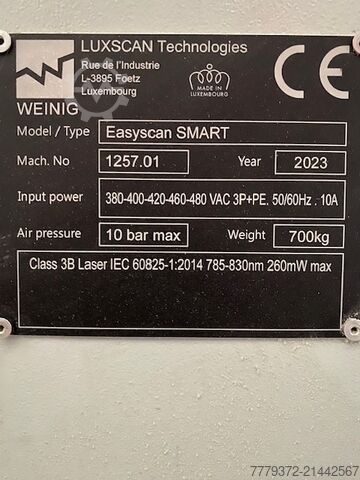 LUXSCAN Technologies
Rue de l'Industrie
L-3895 Foetz
Luxembourg
MADE IN
LUXEMBOURG
CE
WEINIG
Model / Type Easyscan SMART
Mach. No 1257.01 Year 2023
Input power 380-400-420-460-480 VAC 3P+PE. 50/60Hz . 10A
Air pressure 10 bar max Weight 700kg
Class 3B Laser IEC 60825-1:2014 785-830nm 260mW max
7779372-21442567